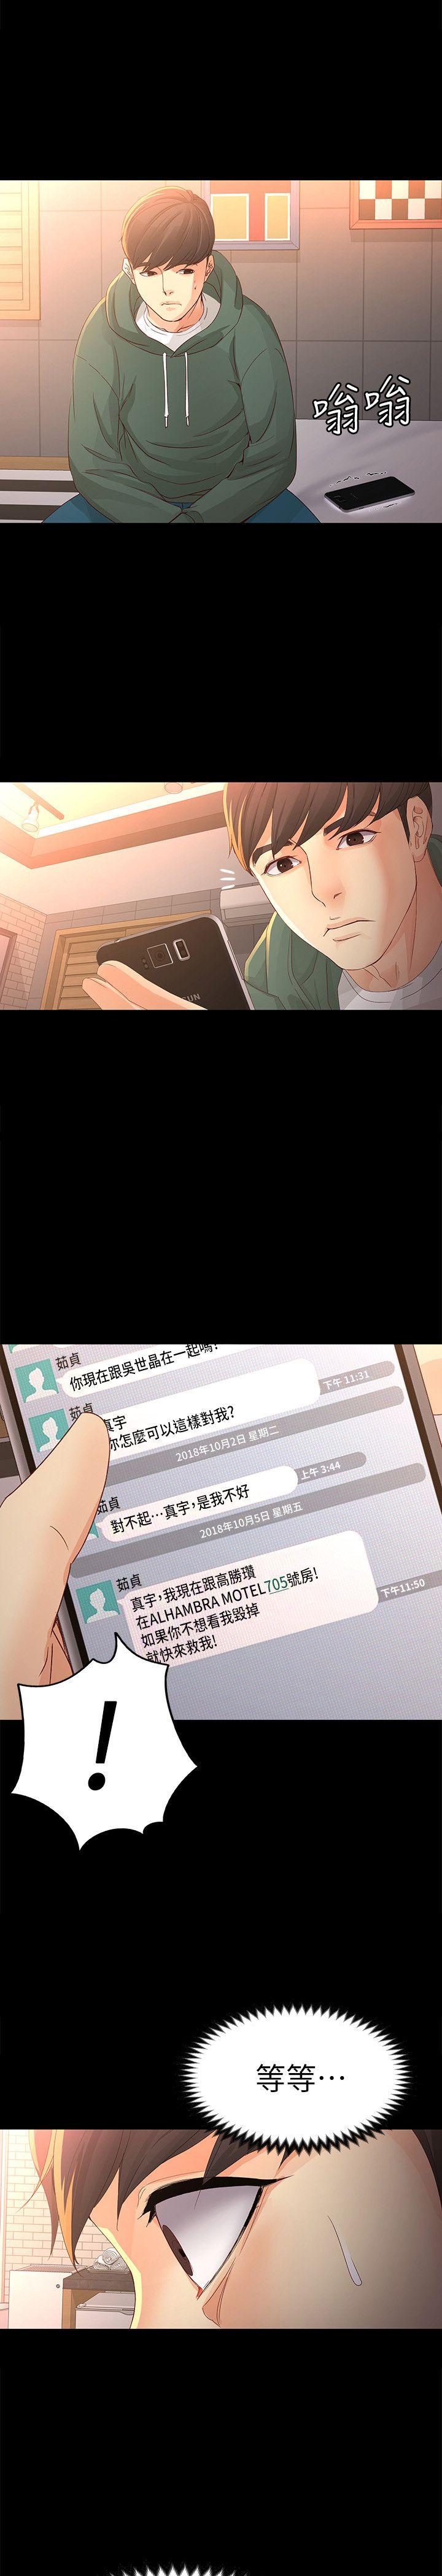 嗡嗡
SUN
茹貞
你現在跟吳世晶在一起嗎?
下午 11:31
茹貞
真宇
你怎麼可以這樣對我?
2018年10月2日 星期二
上午 3:44
茹貞
對不起…真宇,是我不好
2018年10月5日 星期五
茹貞
真宇,我現在跟高勝瓚
在ALHAMBRA MOTEL705號房!
如果你不想看我毀掉
就快來救我!
下午11:50
!
等等…